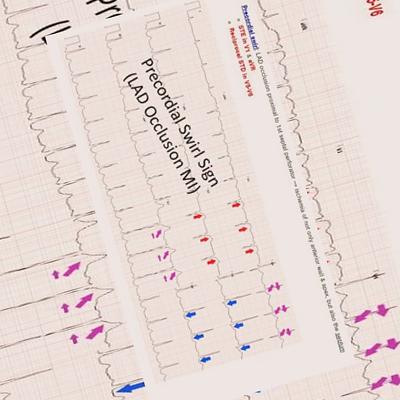 Precordial Swirl Sign
(LAD Occlusion MI)
Precordial swirl: LAD occlusion proximal to 1st septal perforator → ischemia of not only anterior wall & apex, but also the septum
• STE in V1 & aVR
• Reciprocal STD in V5-V6
5-V6
Pr
(L